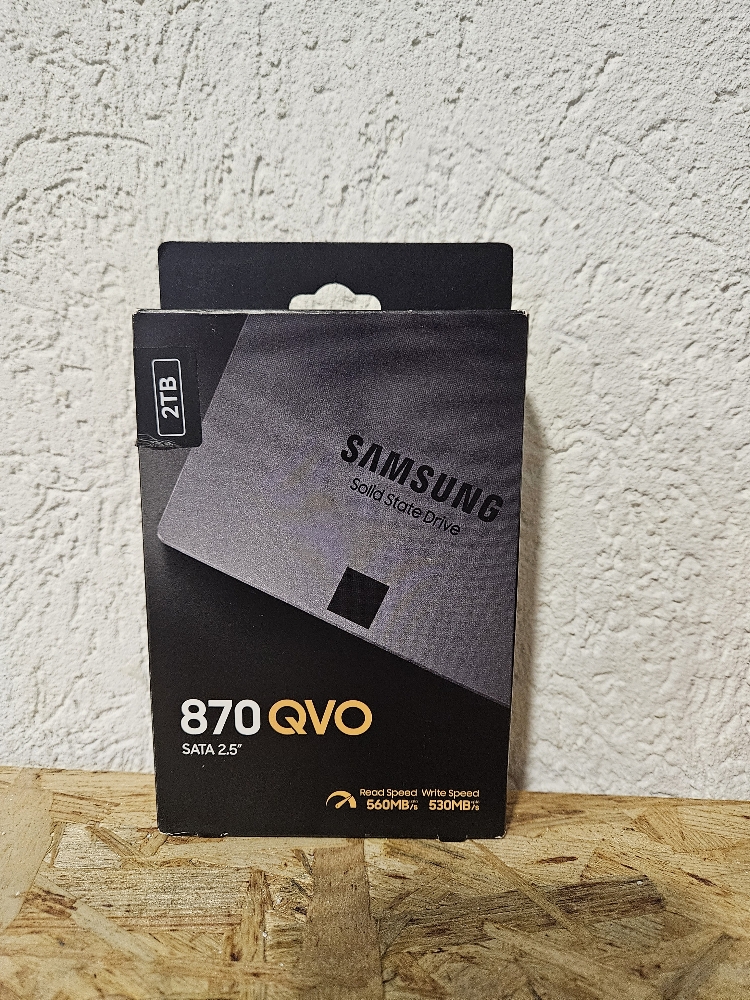 2TB
SAMSUNG
Solid State Drive
870 QVO
SATA 2.5"
Read Speed Write Speed
560MB/s 530MB/s